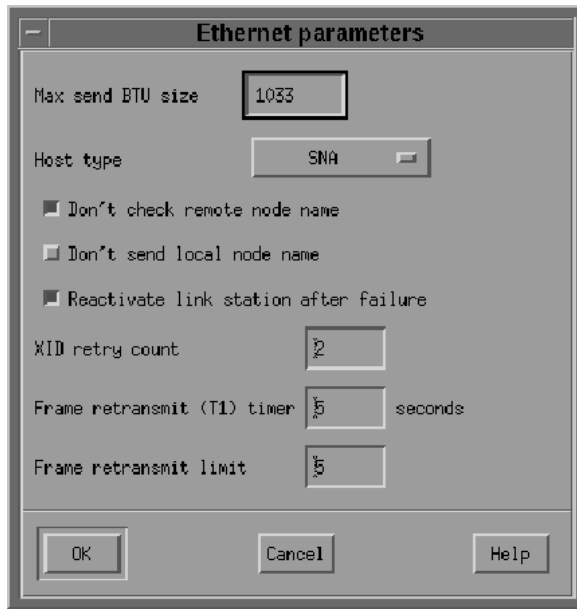 Ethernet parameters
Max send BTU size 1033
Host type SNA
Don't check remote node name
Don't send local node name
Reactivate link station after failure
XID retry count 2
Frame retransmit (T1) timer 5 seconds
Frame retransmit limit 5
OK Cancel Help